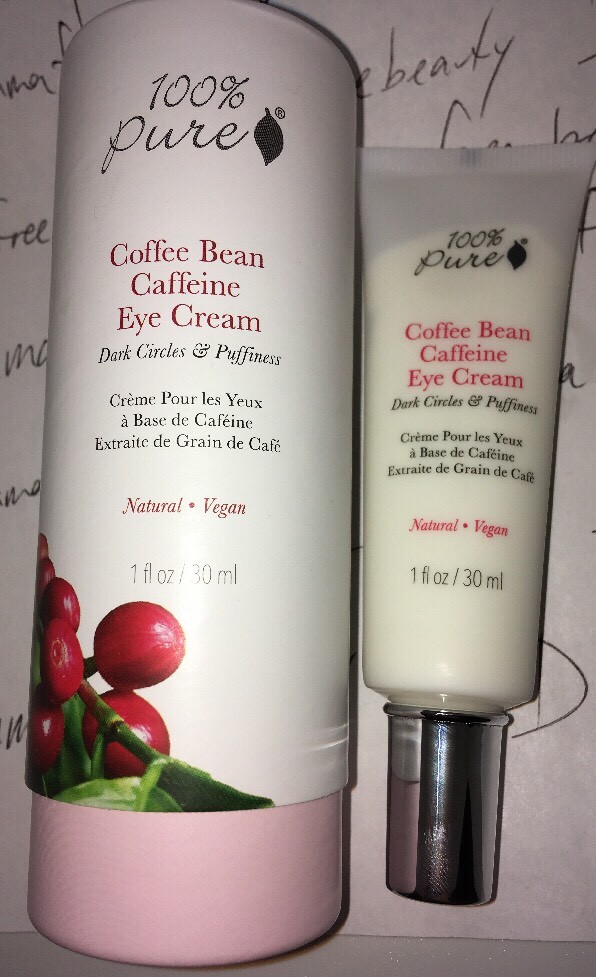 100%
pure®
Coffee Bean
Caffeine
Eye Cream
Dark Circles & Puffiness
Crème Pour les Yeux
à Base de Caféine
Extraite de Grain de Café
Natural • Vegan
1 fl oz / 30 ml
100%
pure®
Coffee Bean
Caffeine
Eye Cream
Dark Circles & Puffiness
Crème Pour les Yeux
à Base de Caféine
Extraite de Grain de Café
Natural • Vegan
1 fl oz / 30 ml
ebeauty
free